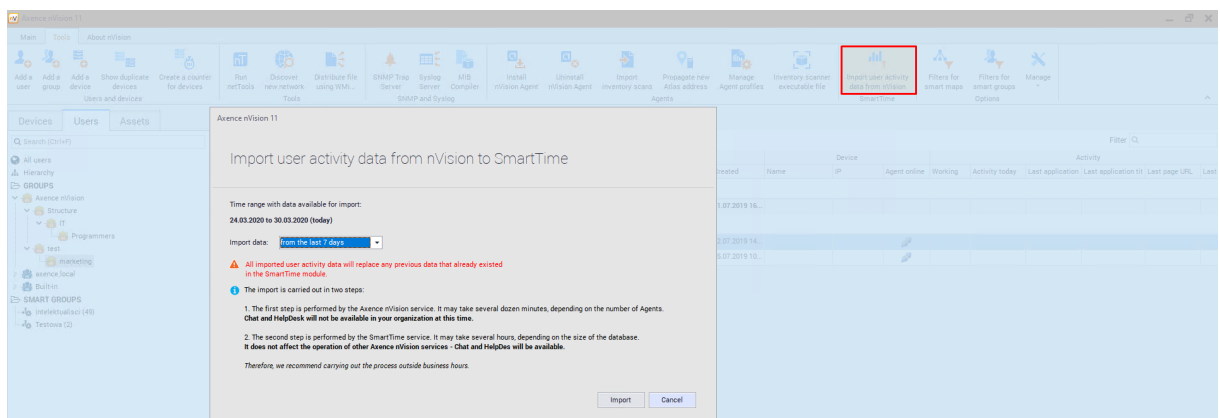 Axence nVision 11
Main Tools About nVision
Add a user
Add a group
Add a device
Show duplicate devices
Create a counter for devices
Users and devices
Run netTools
Discover new network
Distribute file using WMI...
Tools
SNMP Trap Server
Syslog Server
MIB Compiler
SNMP and Syslog
Install nVision Agent
Uninstall nVision Agent
Import inventory scans
Propagate new Atlas address
Manage Agent profiles
Inventory scanner executable file
Agents
Import user activity data from nVision
SmartTime
Filters for smart maps
Filters for smart groups
Manage
Options
Devices Users Assets
Search (Ctrl+F)
All users
Hierarchy
GROUPS
Axence nVision
Structure
IT
Programmers
test
marketing
axence.local
Built-in
SMART GROUPS
intelektualisci (49)
Testowa (2)
Axence nVision 11
Import user activity data from nVision to SmartTime
Time range with data available for import:
24.03.2020 to 30.03.2020 (today)
Import data: from the last 7 days
All imported user activity data will replace any previous data that already existed
in the SmartTime module.
The import is carried out in two steps:
1. The first step is performed by the Axence nVision service. It may take several dozen minutes, depending on the number of Agents.
Chat and HelpDesk will not be available in your organization at this time.
2. The second step is performed by the SmartTime service. It may take several hours, depending on the size of the database.
It does not affect the operation of other Axence nVision services - Chat and HelpDes will be available.
Therefore, we recommend carrying out the process outside business hours.
Import Cancel
Filter
Device Activity
reated Name IP Agent online Working Activity today Last application Last application tit Last page URL Last
1.07.2019 16...
2.07.2019 14...
5.07.2019 10...